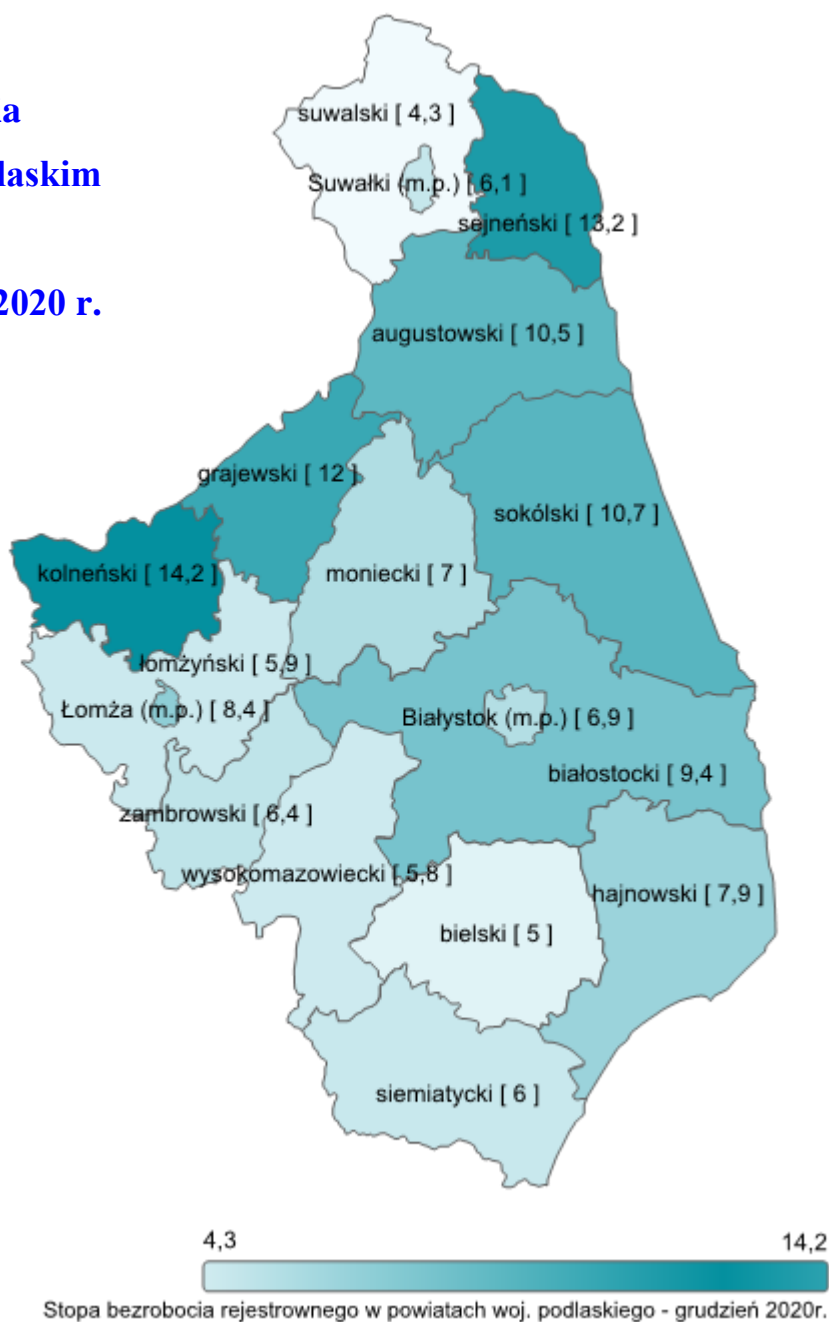 laskim
2020 r.
suwalski [ 4,3 ]
Suwałki (m.p.) [ 6,1 ]
sejneński [ 13,2 ]
augustowski [ 10,5 ]
grajewski [ 12 ]
sokólski [ 10,7 ]
kolneński [ 14,2 ]
moniecki [ 7 ]
łomżyński [ 5,9 ]
Łomża (m.p.) [ 8,4 ]
Białystok (m.p.) [ 6,9 ]
białostocki [ 9,4 ]
zambrowski [ 6,4 ]
wysokomazowiecki [ 5,8 ]
hajnowski [ 7,9 ]
bielski [ 5 ]
siemiatycki [ 6 ]
4,3 14,2
Stopa bezrobocia rejestrownego w powiatach woj. podlaskiego - grudzień 2020r.